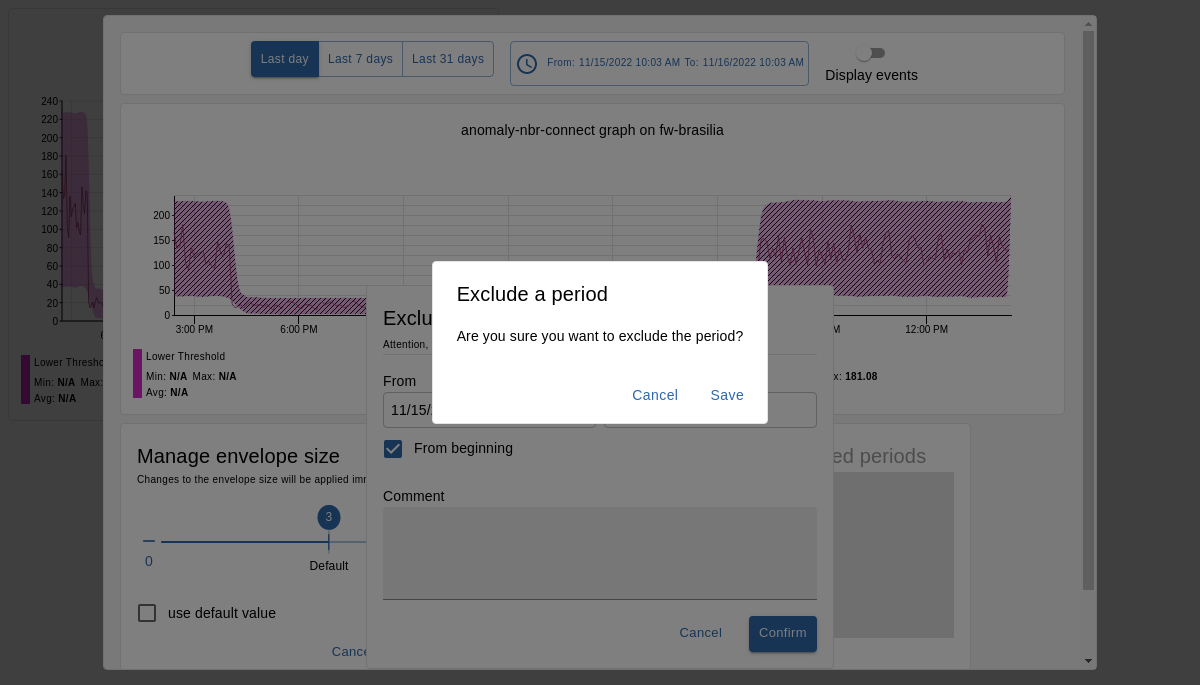 Last day Last 7 days Last 31 days From: 11/15/2022 10:03 AM To: 11/16/2022 10:03 AM
Display events
anomaly-nbr-connect graph on fw-brasilia
240
220
200
180
160
140
120
100
80
60
40
20
0
6
200
150
100
50
0
3:00 PM 6:00 PM M 12:00 PM
Lower Thresho
Min: N/A Max:
Avg: N/A
Lower Threshold
Min: N/A Max: N/A
Avg: N/A
x: 181.08
Exclude a period
Are you sure you want to exclude the period?
Cancel Save
Exclu
Attention,
From
11/15/
From beginning
Comment
Cancel Confirm
Manage envelope size
Changes to the envelope size will be applied imm
3
0
Default
use default value
Cance
ed periods